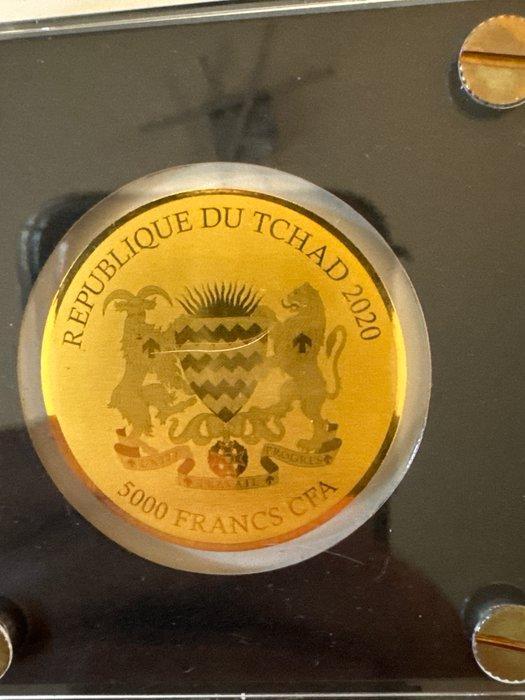 REPUBLIQUE DU TCHAD 2020
UNITE
TRAVAIL
PROGRES
5000 FRANCS CFA